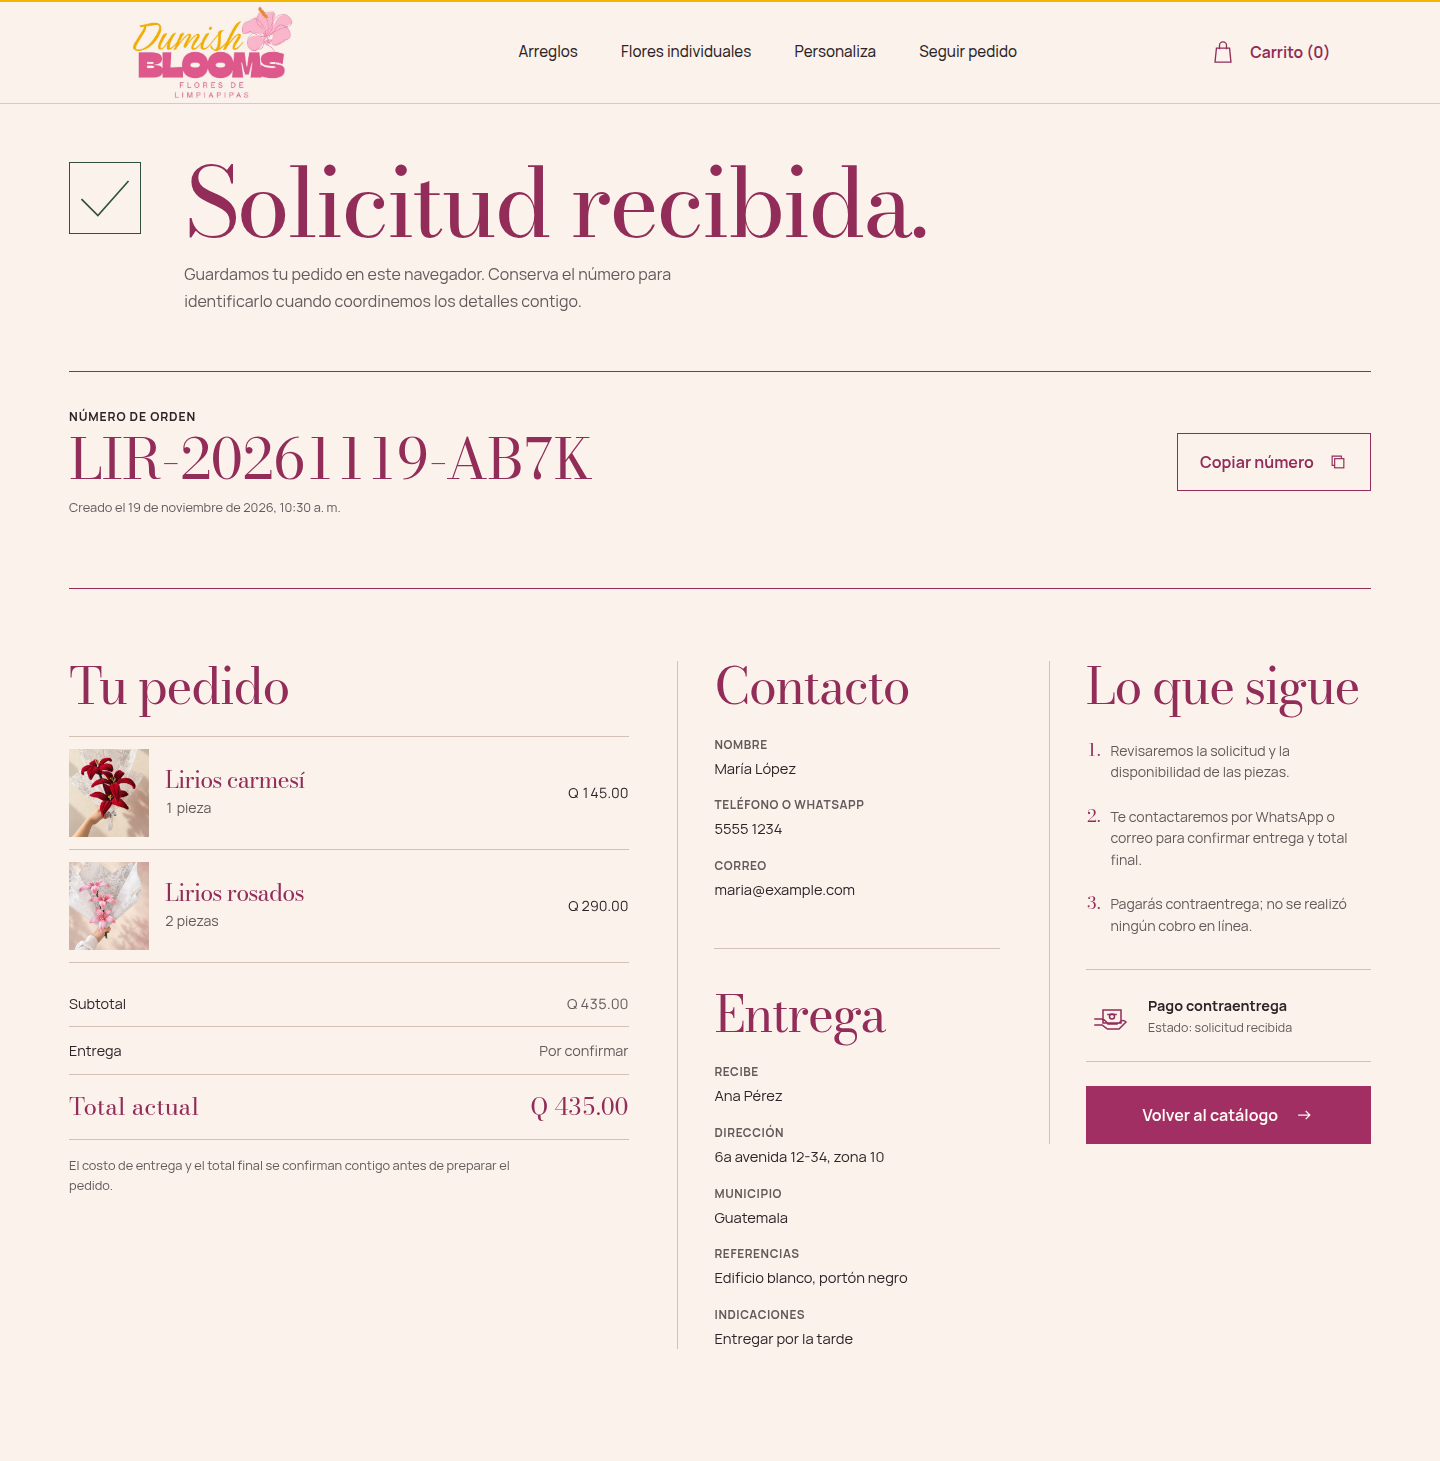 Dumish
BLOOMS
FLORES DE
LIMPIAPIPAS
Arreglos
Flores individuales
Personaliza
Seguir pedido
Carrito (0)
Solicitud recibida.
Guardamos tu pedido en este navegador. Conserva el número para
identificarlo cuando coordinemos los detalles contigo.
NÚMERO DE ORDEN
LIR-20261119-AB7K
Creado el 19 de noviembre de 2026, 10:30 a. m.
Copiar número
Tu pedido
Lirios carmesí
1 pieza
Q 145.00
Lirios rosados
2 piezas
Q 290.00
Subtotal
Q 435.00
Entrega
Por confirmar
Total actual
Q 435.00
El costo de entrega y el total final se confirman contigo antes de preparar el
pedido.
Contacto
NOMBRE
María López
TELÉFONO O WHATSAPP
5555 1234
CORREO
maria@example.com
Entrega
RECIBE
Ana Pérez
DIRECCIÓN
6a avenida 12-34, zona 10
MUNICIPIO
Guatemala
REFERENCIAS
Edificio blanco, portón negro
INDICACIONES
Entregar por la tarde
Lo que sigue
1. Revisaremos la solicitud y la
disponibilidad de las piezas.
2. Te contactaremos por WhatsApp o
correo para confirmar entrega y total
final.
3. Pagarás contraentrega; no se realizó
ningún cobro en línea.
Pago contraentrega
Estado: solicitud recibida
Volver al catálogo